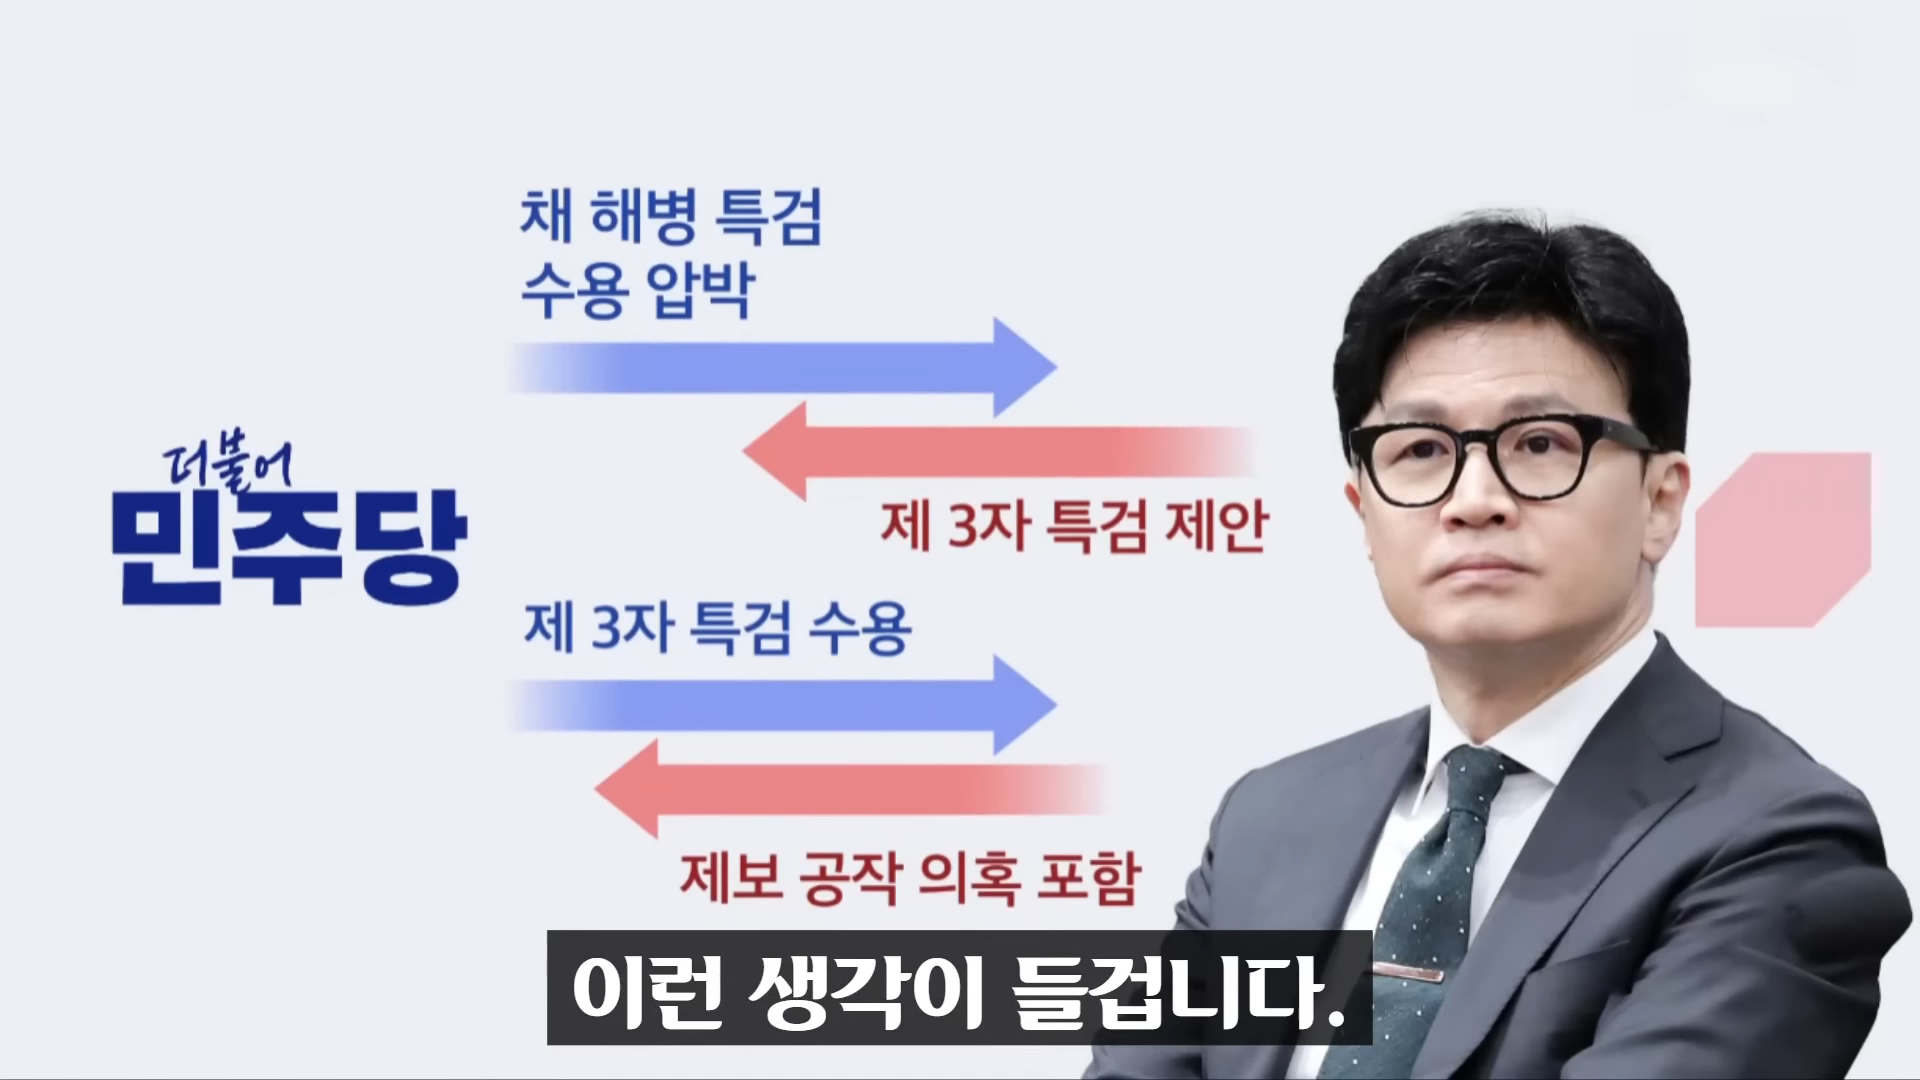 채 해병 특검
수용 압박
제 3자 특검 제안
더불어
민주당
제 3자 특검 수용
제보 공작 의혹 포함
이런 생각이 들겁니다.